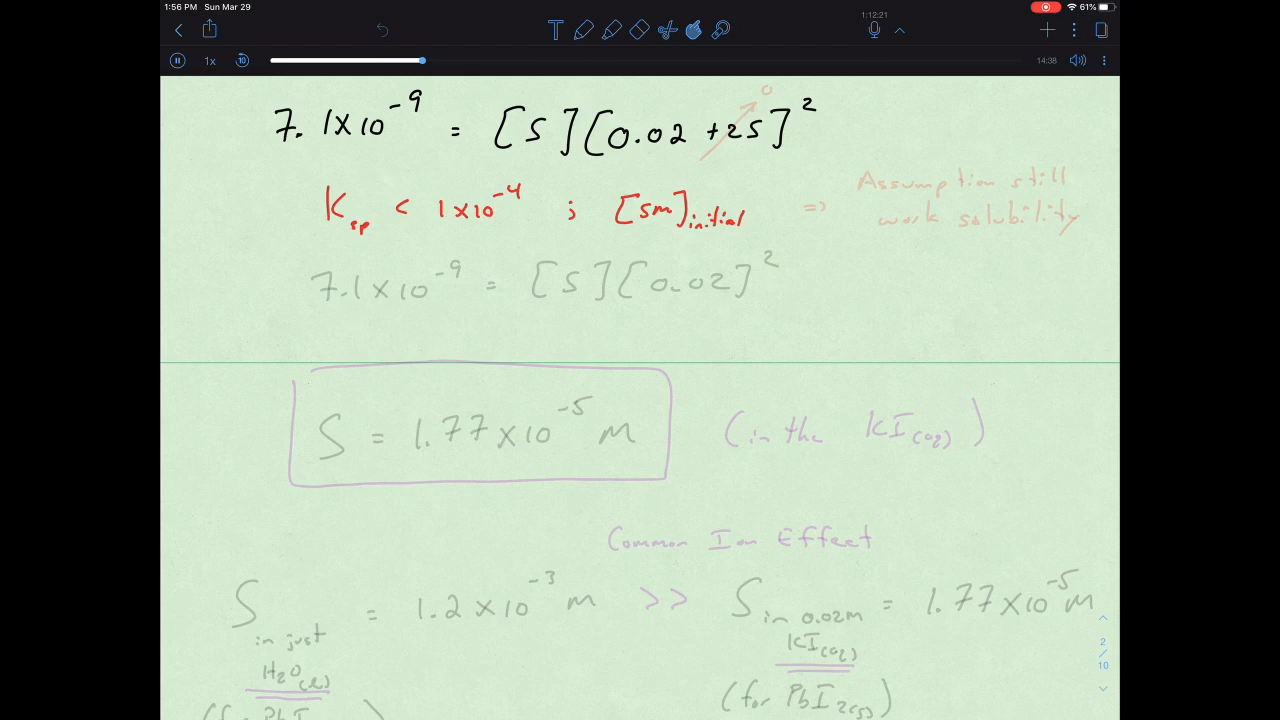 1:56 PM Sun Mar 29
61%
1:12:21
T
1x
10
14:38
7.1x10⁻⁹ = [S][0.02 +2S]² 0
Ksp < 1x10⁻⁴ ; [Sm]initial => Assumption still
work solubility
7.1x10⁻⁹ = [S][0.02]²
S = 1.77x10⁻⁵ M (in the KI(aq))
Common Ion Effect
S in just H₂O(l) = 1.2x10⁻³ M >> S in 0.02M KI(aq) = 1.77x10⁻⁵ M
(for PbI₂(s))
2
/
10